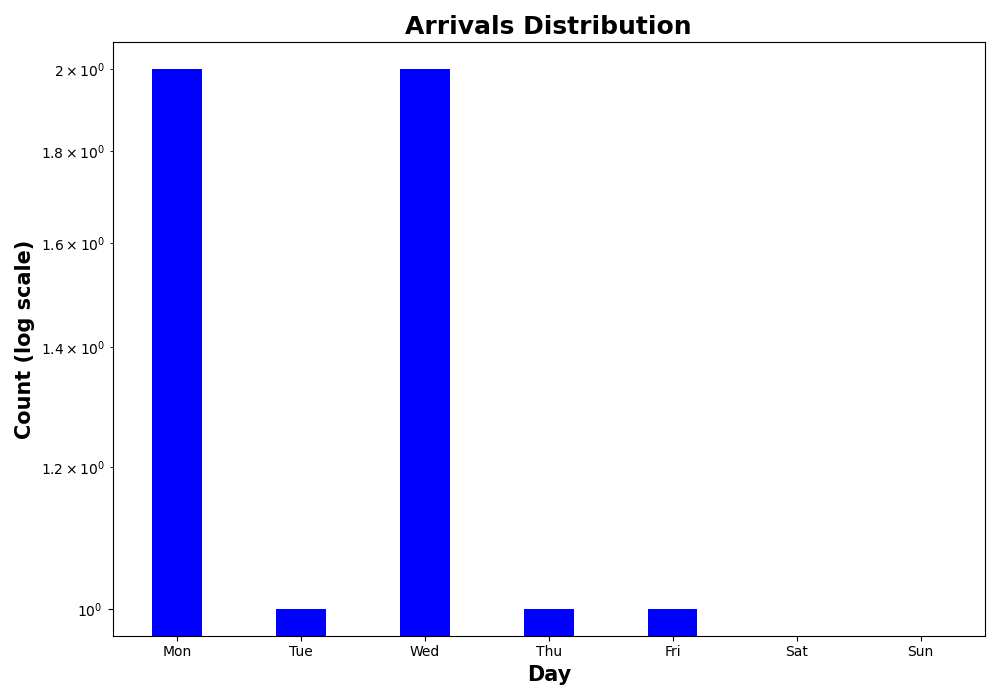 Arrivals Distribution
Count (log scale)
2 × 10⁰
1.8 × 10⁰
1.6 × 10⁰
1.4 × 10⁰
1.2 × 10⁰
10⁰
Mon Tue Wed Thu Fri Sat Sun
Day